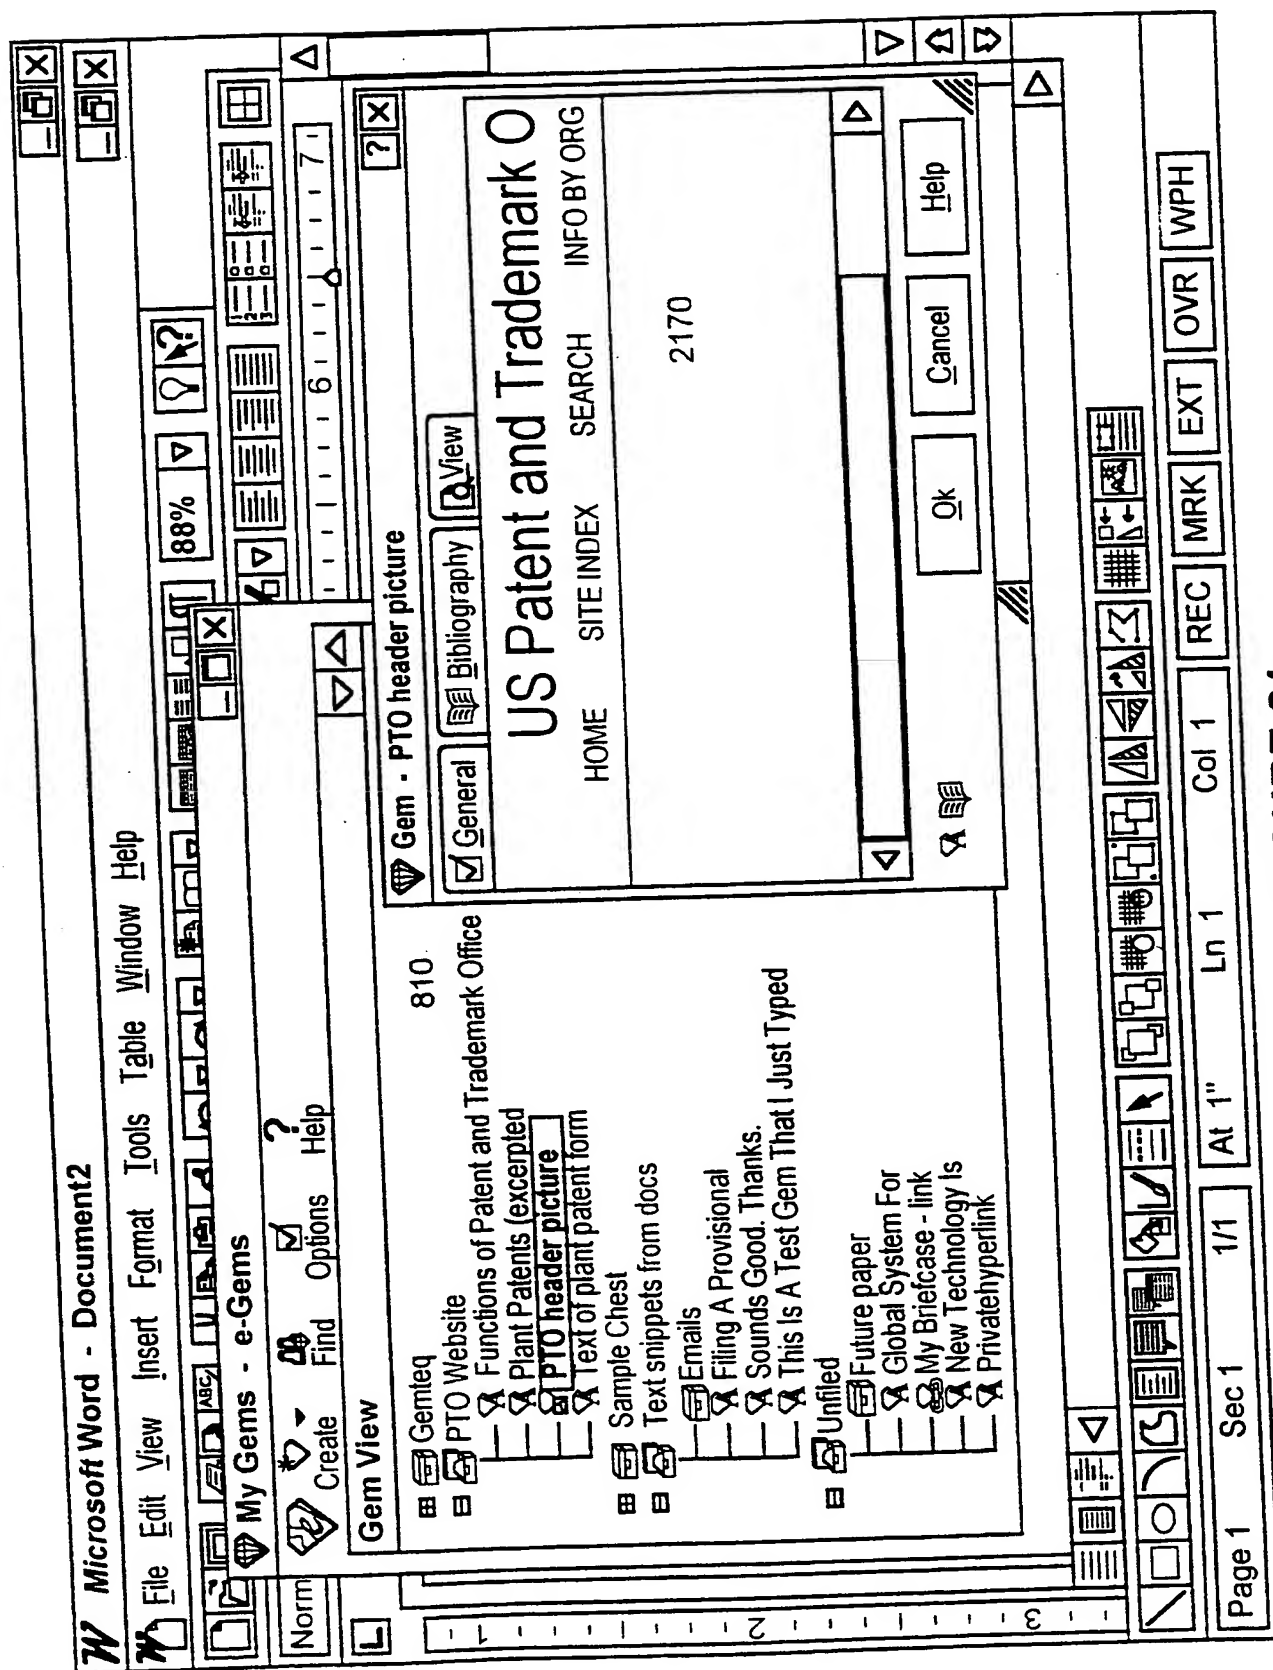 Microsoft Word - Document2
File Edit View Insert Format Tools Table Window Help
ABC
88%
Norm
My Gems - e-Gems
Create Find Options Help
Gem View
810
Gemteq
PTO Website
Functions of Patent and Trademark Office
Plant Patents (excerpted
PTO header picture
Text of plant patent form
Sample Chest
Text snippets from docs
Emails
Filing A Provisional
Sounds Good. Thanks.
This Is A Test Gem That I Just Typed
Unfiled
Future paper
Global System For
My Briefcase - link
New Technology Is
Privatehyperlink
6 7
Gem - PTO header picture
General Bibliography View
US Patent and Trademark O
HOME SITE INDEX SEARCH INFO BY ORG
2170
Ok Cancel Help
1
2
3
Page 1 Sec 1 1/1 At 1" Ln 1 Col 1 REC MRK EXT OVR WPH